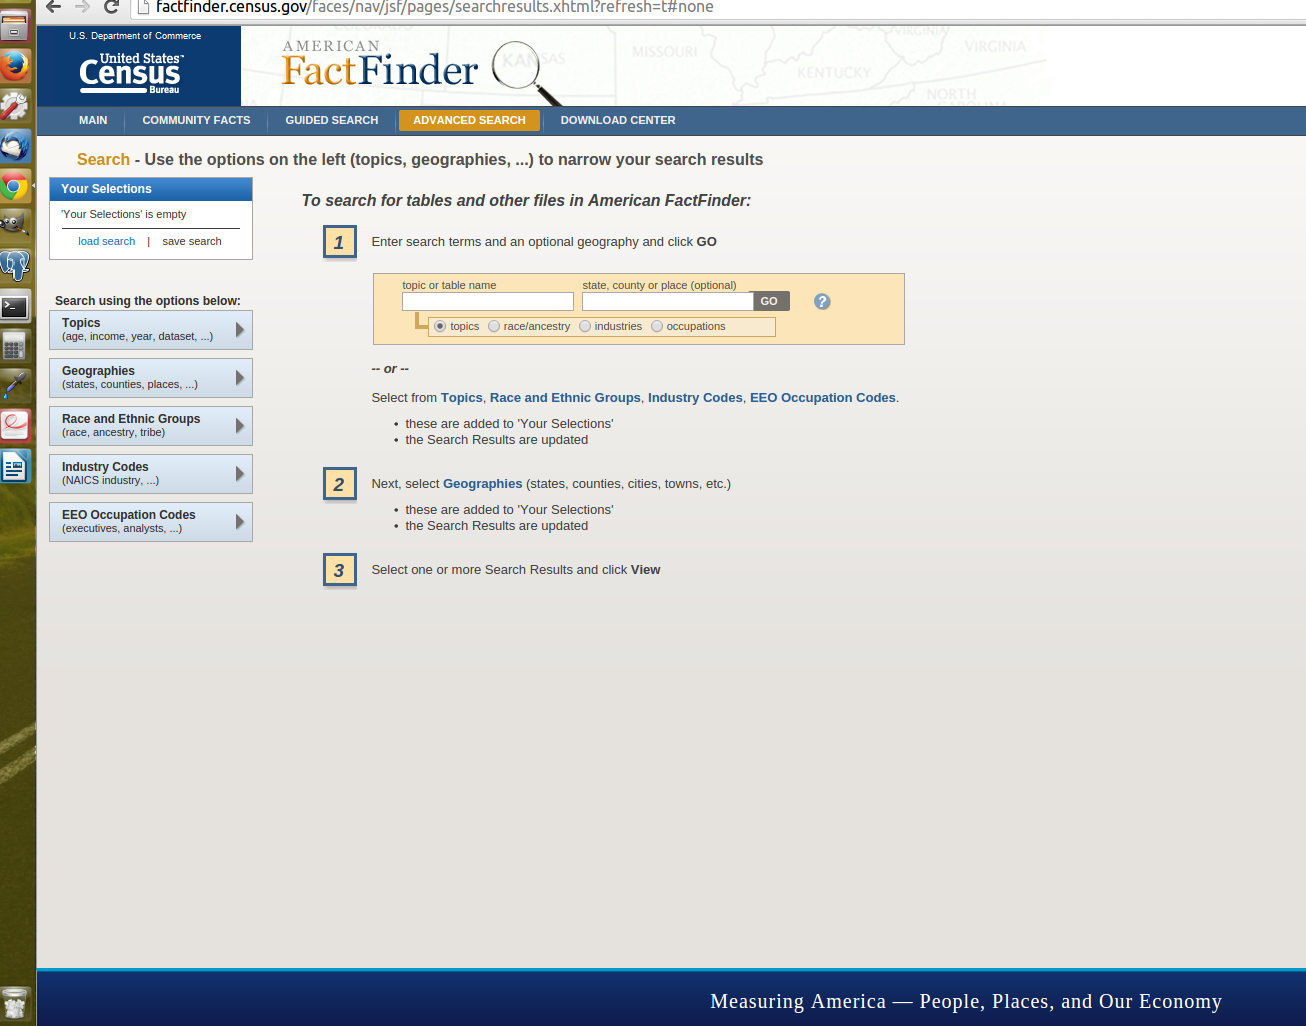 factfinder.census.gov/faces/nav/jsf/pages/searchresults.xhtml?refresh=t#none
U.S. Department of Commerce
United States™
Census
Bureau
AMERICAN
FactFinder
COLORADO
KANSAS
MISSOURI
KENTUCKY
VIRGINIA
VIRGINIA
NORTH
CAROLINA
MAIN
COMMUNITY FACTS
GUIDED SEARCH
ADVANCED SEARCH
DOWNLOAD CENTER
Search - Use the options on the left (topics, geographies, ...) to narrow your search results
Your Selections
'Your Selections' is empty
load search | save search
Search using the options below:
Topics
(age, income, year, dataset, ...)
Geographies
(states, counties, places, ...)
Race and Ethnic Groups
(race, ancestry, tribe)
Industry Codes
(NAICS industry, ...)
EEO Occupation Codes
(executives, analysts, ...)
To search for tables and other files in American FactFinder:
1 Enter search terms and an optional geography and click GO
topic or table name
state, county or place (optional)
GO
?
topics race/ancestry industries occupations
-- or --
Select from Topics, Race and Ethnic Groups, Industry Codes, EEO Occupation Codes.
• these are added to 'Your Selections'
• the Search Results are updated
2 Next, select Geographies (states, counties, cities, towns, etc.)
• these are added to 'Your Selections'
• the Search Results are updated
3 Select one or more Search Results and click View
Measuring America — People, Places, and Our Economy